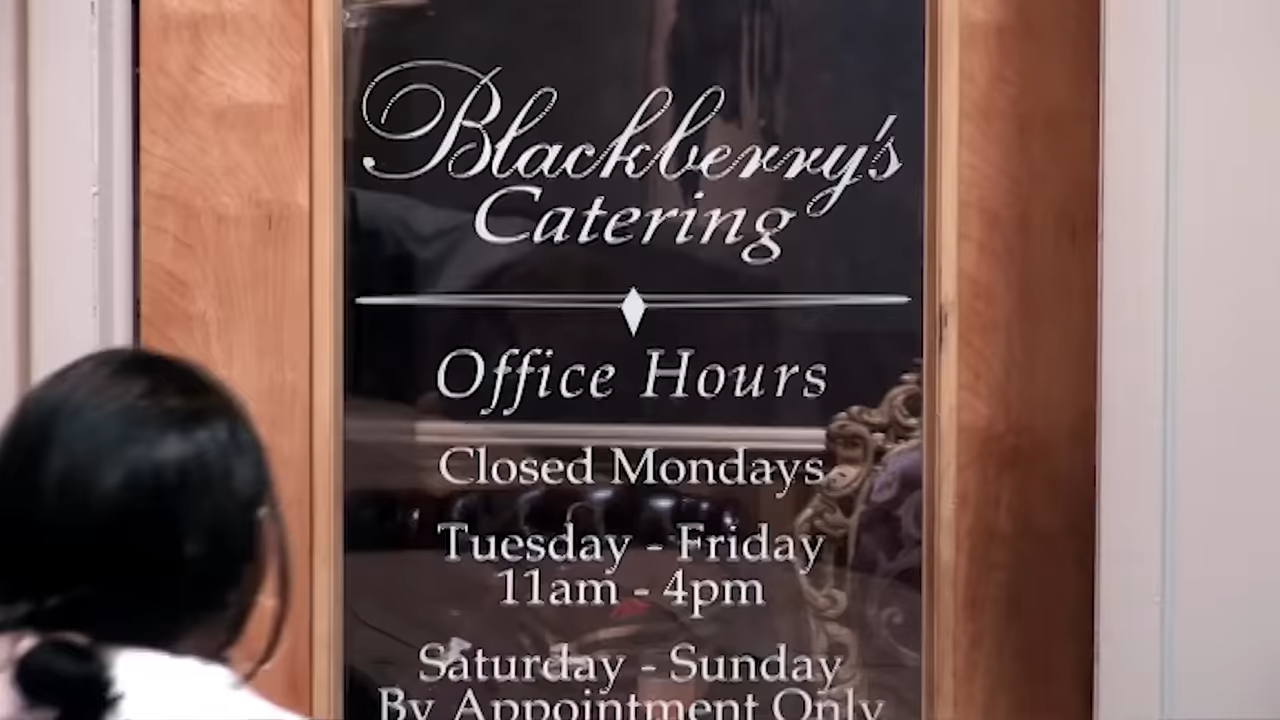 Blackberry's
Catering
Office Hours
Closed Mondays
Tuesday - Friday
11am - 4pm
Saturday - Sunday
By Appointment Only